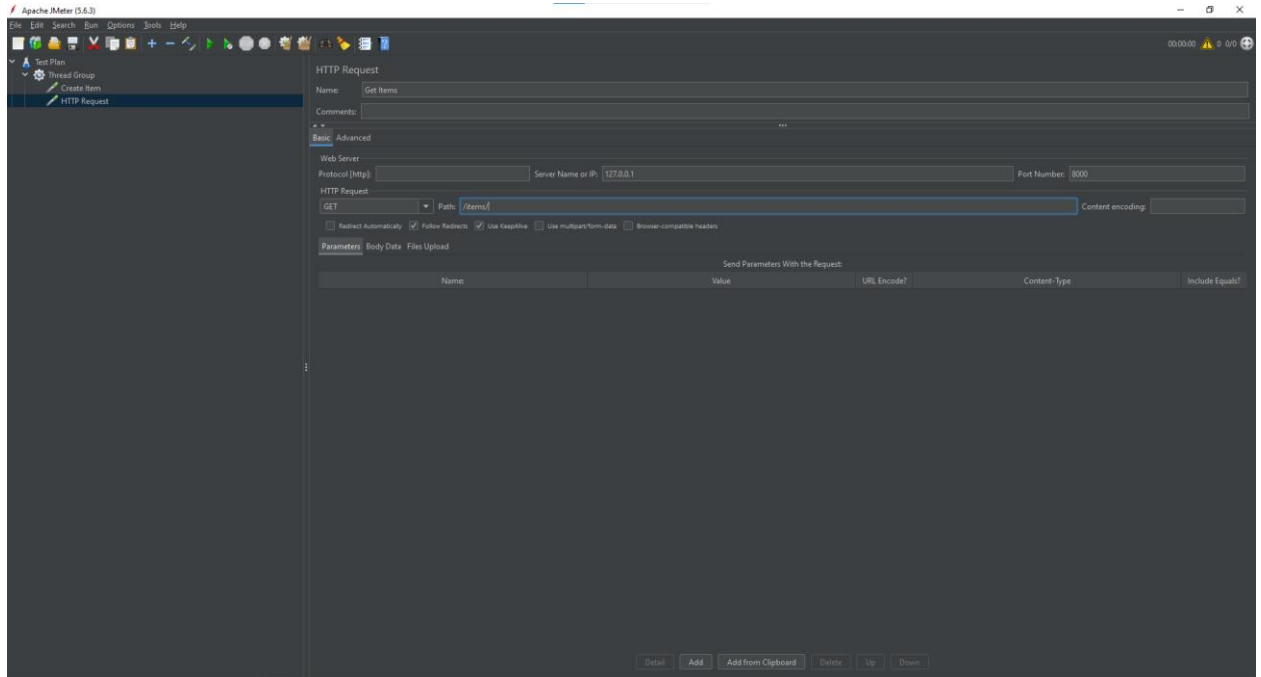 Apache JMeter (5.6.3)
File Edit Search Run Options Tools Help
00:00:00 0 0/0
Test Plan
Thread Group
Create Item
HTTP Request
HTTP Request
Name: Get Items
Comments:
Basic Advanced
Web Server
Protocol [http]: Server Name or IP: 127.0.0.1 Port Number: 8000
HTTP Request
GET Path: /items/ Content encoding:
Redirect Automatically Follow Redirects Use KeepAlive Use multipart/form-data Browser-compatible headers
Parameters Body Data Files Upload
Send Parameters With the Request:
Name: Value URL Encode? Content-Type Include Equals?
Detail Add Add from Clipboard Delete Up Down